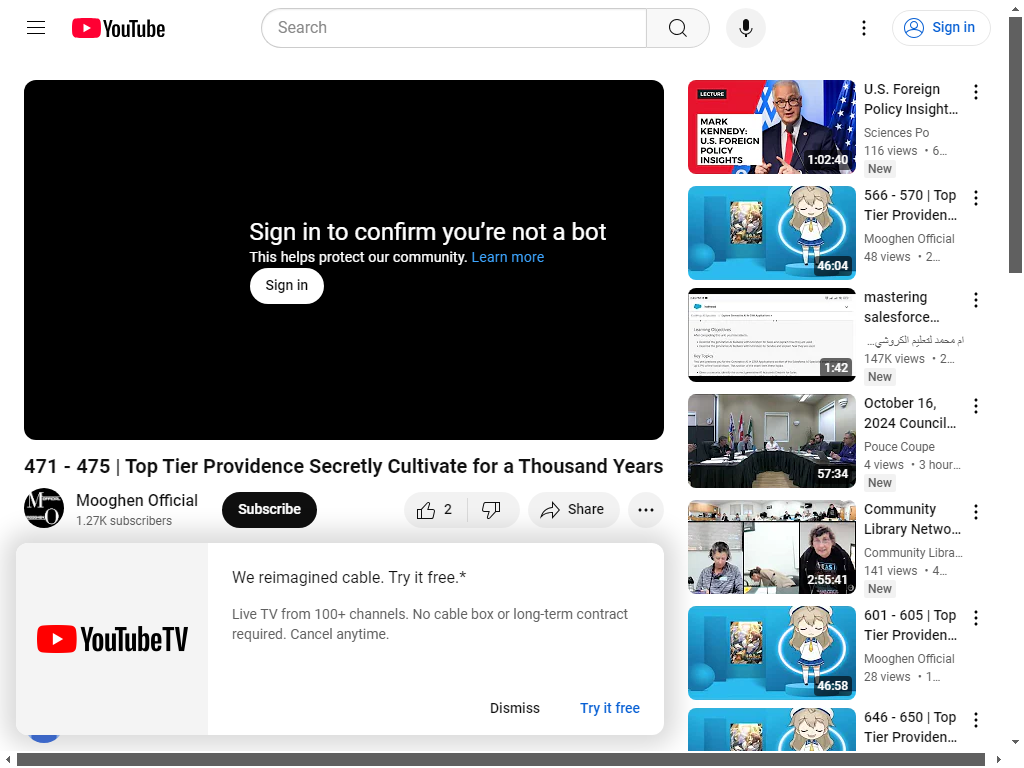 YouTube
Search
Sign in
Sign in to confirm you're not a bot
This helps protect our community. Learn more
Sign in
471 - 475 | Top Tier Providence Secretly Cultivate for a Thousand Years
Mooghen Official
1.27K subscribers
Subscribe
2
Share
We reimagined cable. Try it free.*
Live TV from 100+ channels. No cable box or long-term contract
required. Cancel anytime.
YouTubeTV
Dismiss
Try it free
LECTURE
MARK
KENNEDY:
U.S. FOREIGN
POLICY
INSIGHTS
1:02:40
U.S. Foreign
Policy Insight...
Sciences Po
116 views • 6...
New
46:04
566 - 570 | Top
Tier Providen...
Mooghen Official
48 views • 2...
Learning Objectives
Key Topics
1:42
mastering
salesforce...
ام محمد لتعليم الكروشي...
147K views • 2...
New
57:34
October 16,
2024 Council...
Pouce Coupe
4 views • 3 hour...
New
2:55:41
Community
Library Netwo...
Community Libra...
141 views • 4...
New
46:58
601 - 605 | Top
Tier Providen...
Mooghen Official
28 views • 1...
646 - 650 | Top
Tier Providen...